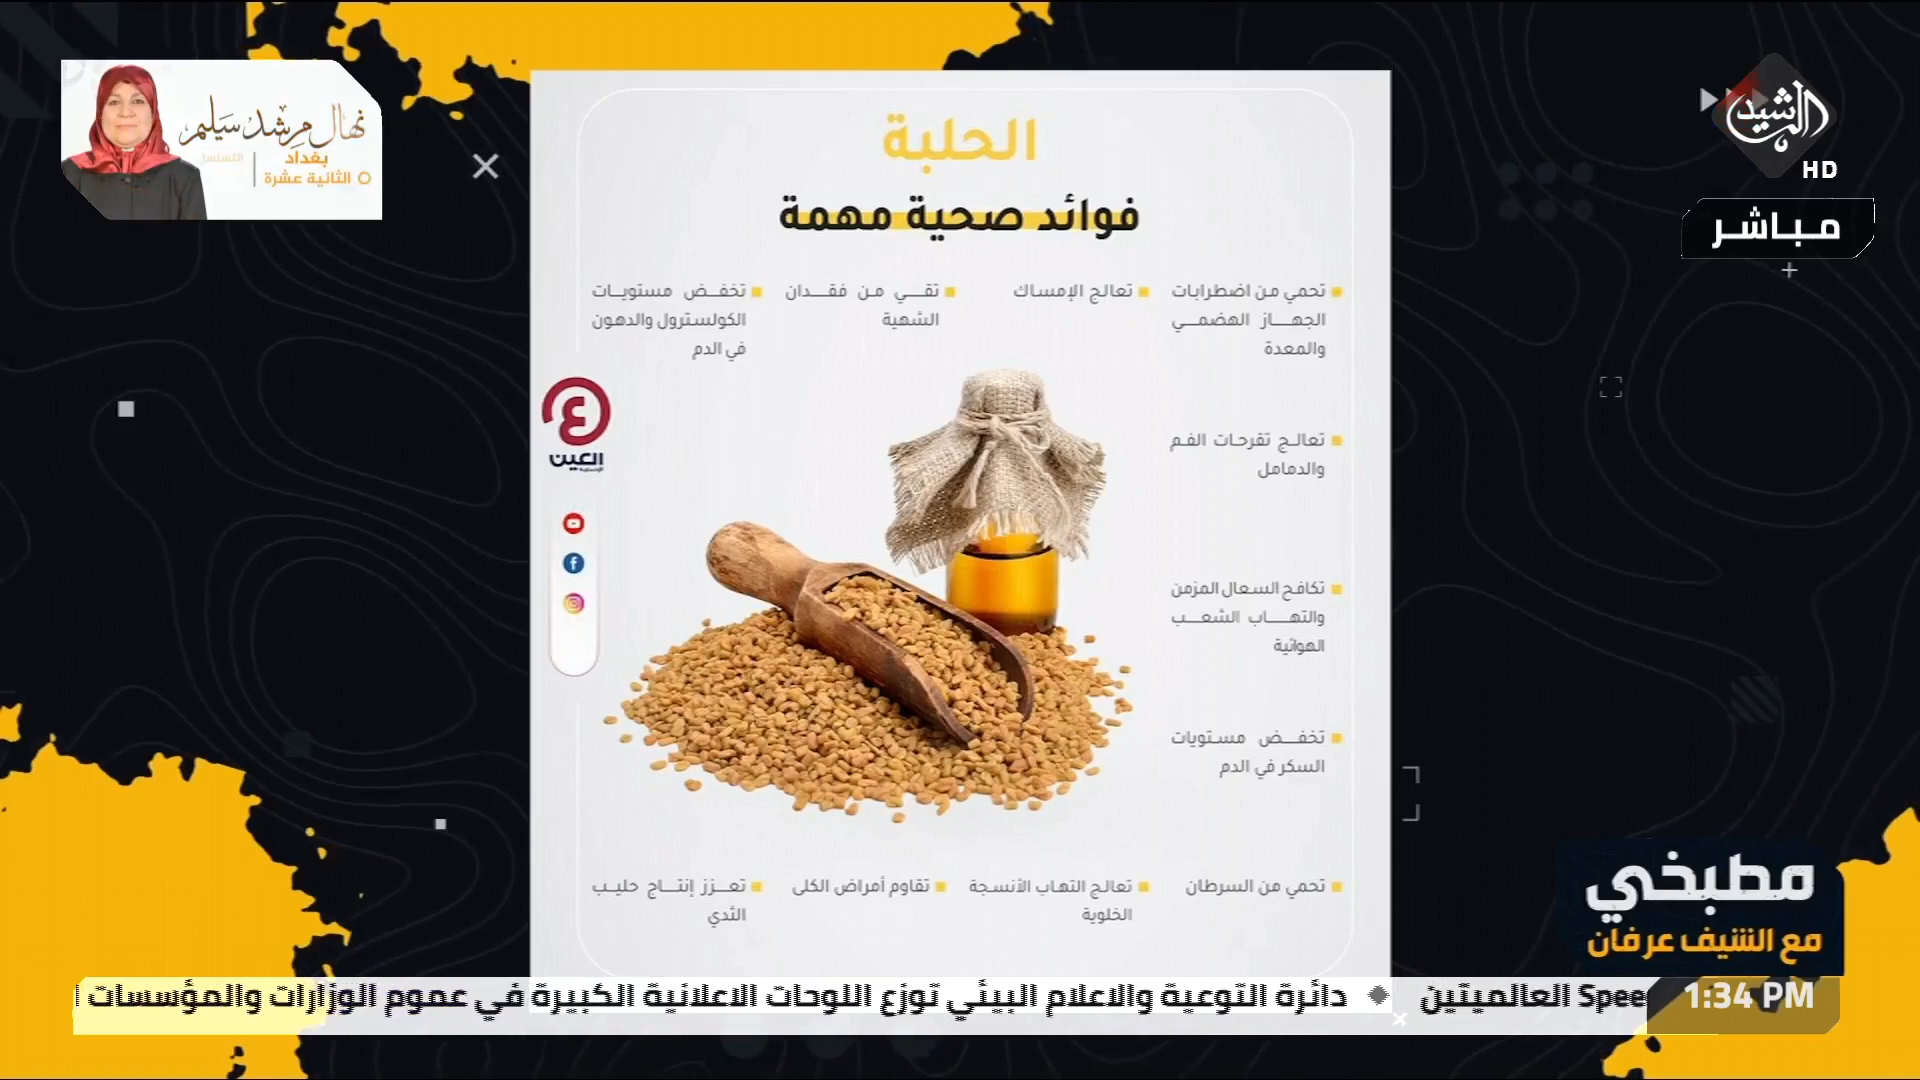 نهال مرشد سليم
بغداد
التسلسل
الثانية عشرة
الرشيد
HD
مباشر
الحلبة
فوائد صحية مهمة
تحمي من اضطرابات
الجهاز الهضمي
والمعدة
تعالج الإمساك
تقي من فقدان
الشهية
تخفض مستويات
الكولسترول والدهون
في الدم
العين
تعالج تقرحات الفم
والدمامل
تكافح السعال المزمن
والتهاب الشعب
الهوائية
تخفض مستويات
السكر في الدم
تحمي من السرطان
تعالج التهاب الأنسجة
الخلوية
تقاوم أمراض الكلى
تعزز إنتاج حليب
الثدي
مطبخي
مع الشيف عرفان
1:34 PM
Spee العالميتين ◆ دائرة التوعية والاعلام البيئي توزع اللوحات الاعلانية الكبيرة في عموم الوزارات والمؤسسات ا